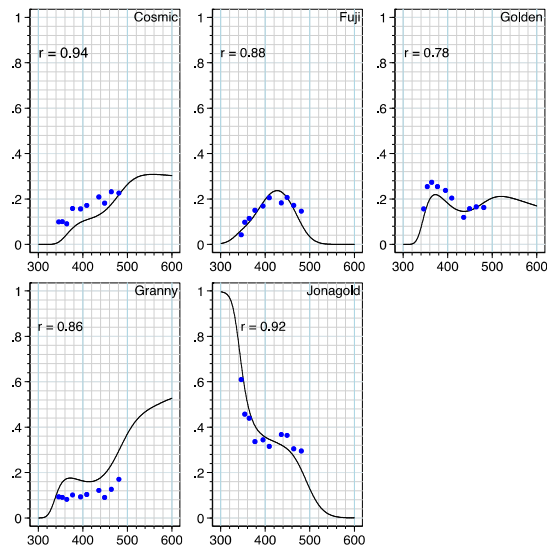 Cosmic
r = 0.94
1
.8
.6
.4
.2
0
300 400 500 600
Fuji
r = 0.88
1
.8
.6
.4
.2
0
300 400 500 600
Golden
r = 0.78
1
.8
.6
.4
.2
0
300 400 500 600
Granny
r = 0.86
1
.8
.6
.4
.2
0
300 400 500 600
Jonagold
r = 0.92
1
.8
.6
.4
.2
0
300 400 500 600